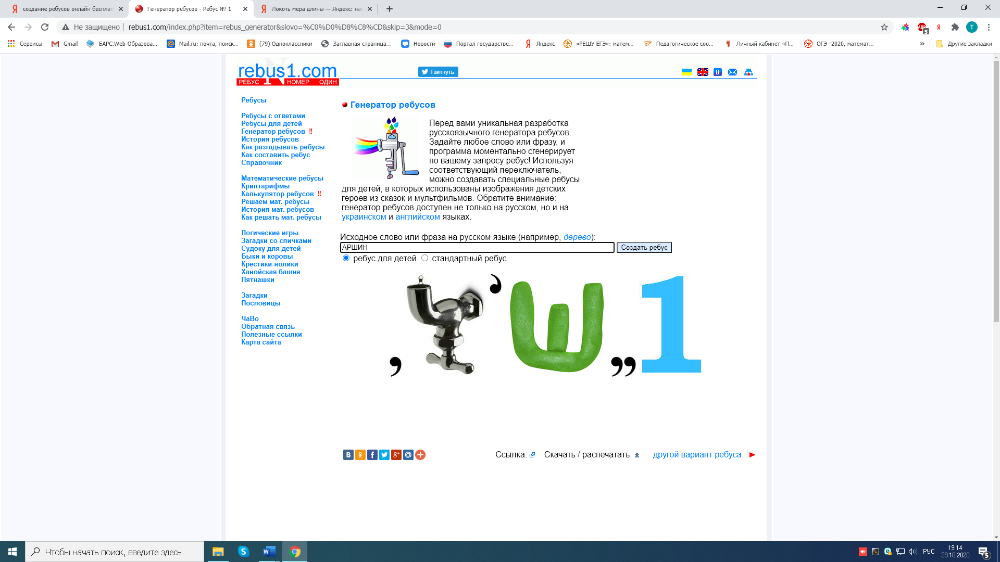 создание ребусов онлайн бесплат
Генератор ребусов - Ребус № 1
Локоть мера длины — Яндекс: на
Не защищено
rebus1.com/index.php?item=rebus_generator&slovo=%C0%D0%D8%C8%CD&skip=3&mode=0
ABP
5
Я
T
Сервисы
Gmail
БАРС.Web-Образова...
Mail.ru: почта, поиск...
(79) Одноклассники
Заглавная страница...
Новости
Портал государстве...
Яндекс
«РЕШУ ЕГЭ»: матем...
Педагогическое соо...
Личный кабинет «П...
ОГЭ−2020, математ...
»
Другие закладки
rebus1.com
РЕБУС N НОМЕР ОДИН
Твитнуть
Ребусы
Ребусы с ответами
Ребусы для детей
Генератор ребусов !!
История ребусов
Как разгадывать ребусы
Как составить ребус
Справочник
Математические ребусы
Криптарифмы
Калькулятор ребусов !!
Решаем мат. ребусы
История мат. ребусов
Как решать мат. ребусы
Логические игры
Загадки со спичками
Судоку для детей
Быки и коровы
Крестики-нолики
Ханойская башня
Пятнашки
Загадки
Пословицы
ЧаВо
Обратная связь
Полезные ссылки
Карта сайта
Генератор ребусов
Перед вами уникальная разработка
русскоязычного генератора ребусов.
Задайте любое слово или фразу, и
программа моментально сгенерирует
по вашему запросу ребус! Используя
соответствующий переключатель,
можно создавать специальные ребусы
для детей, в которых использованы изображения детских
героев из сказок и мультфильмов. Обратите внимание:
генератор ребусов доступен не только на русском, но и на
украинском и английском языках.
Исходное слово или фраза на русском языке (например, дерево):
АРШИН
Создать ребус
ребус для детей стандартный ребус
, ’ Ш ,, 1
Ссылка: Скачать / распечатать: другой вариант ребуса
Чтобы начать поиск, введите здесь
РУС
19:14
29.10.2020
5